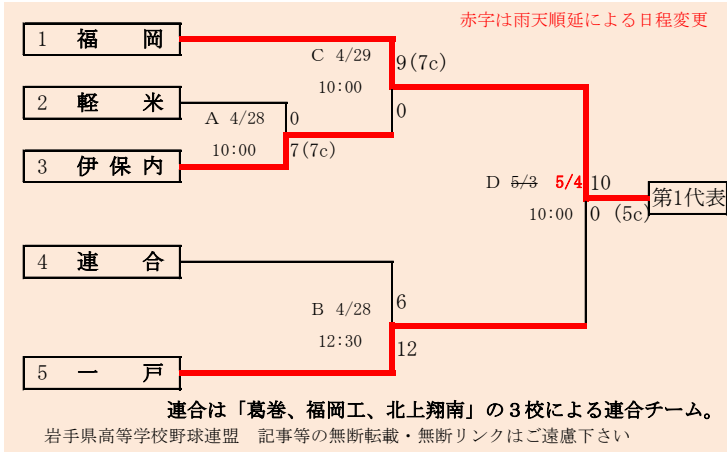 赤字は雨天順延による日程変更
1 福岡
C 4/29
9(7c)
10:00
2 軽米
0
A 4/28
0
10:00
7(7c)
3 伊保内
D 5/3 5/4
10
第1代表
10:00
0 (5c)
4 連合
6
B 4/28
12:30
12
5 一戸
連合は「葛巻、福岡工、北上翔南」の3校による連合チーム。
岩手県高等学校野球連盟 記事等の無断転載・無断リンクはご遠慮下さい